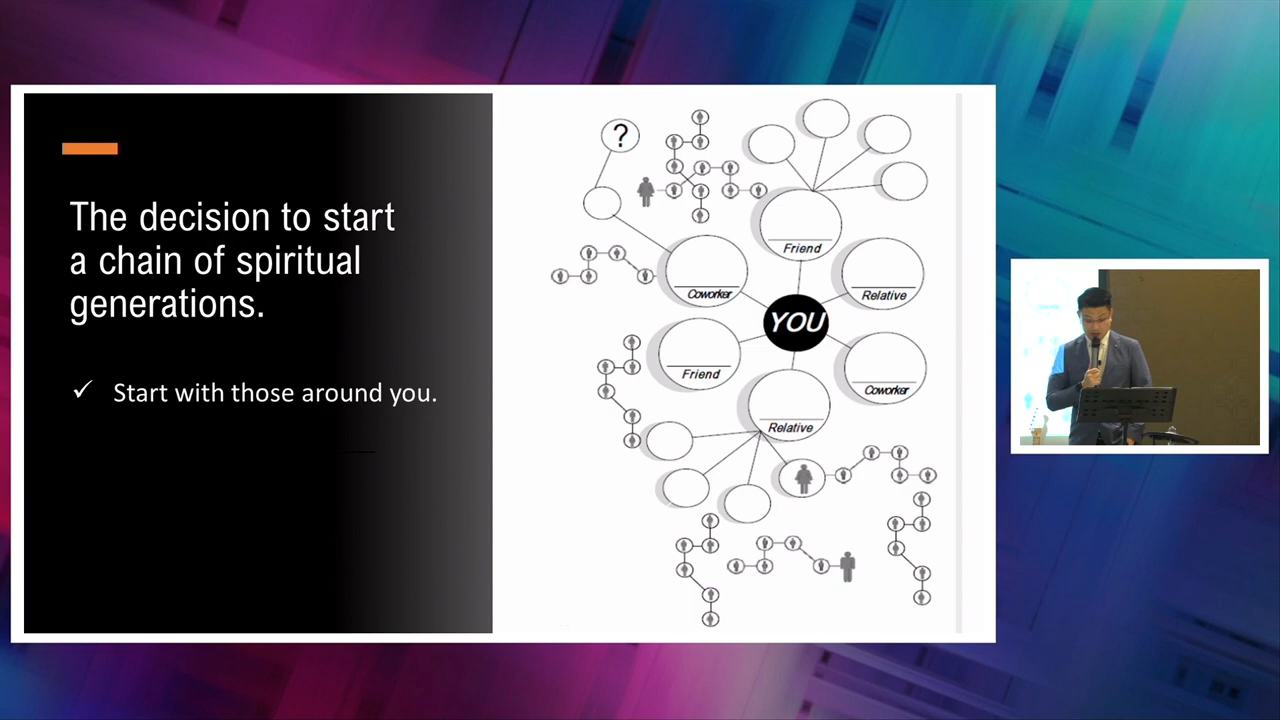 The decision to start
a chain of spiritual
generations.
✓ Start with those around you.
?
Friend
Coworker
Relative
YOU
Friend
Coworker
Relative